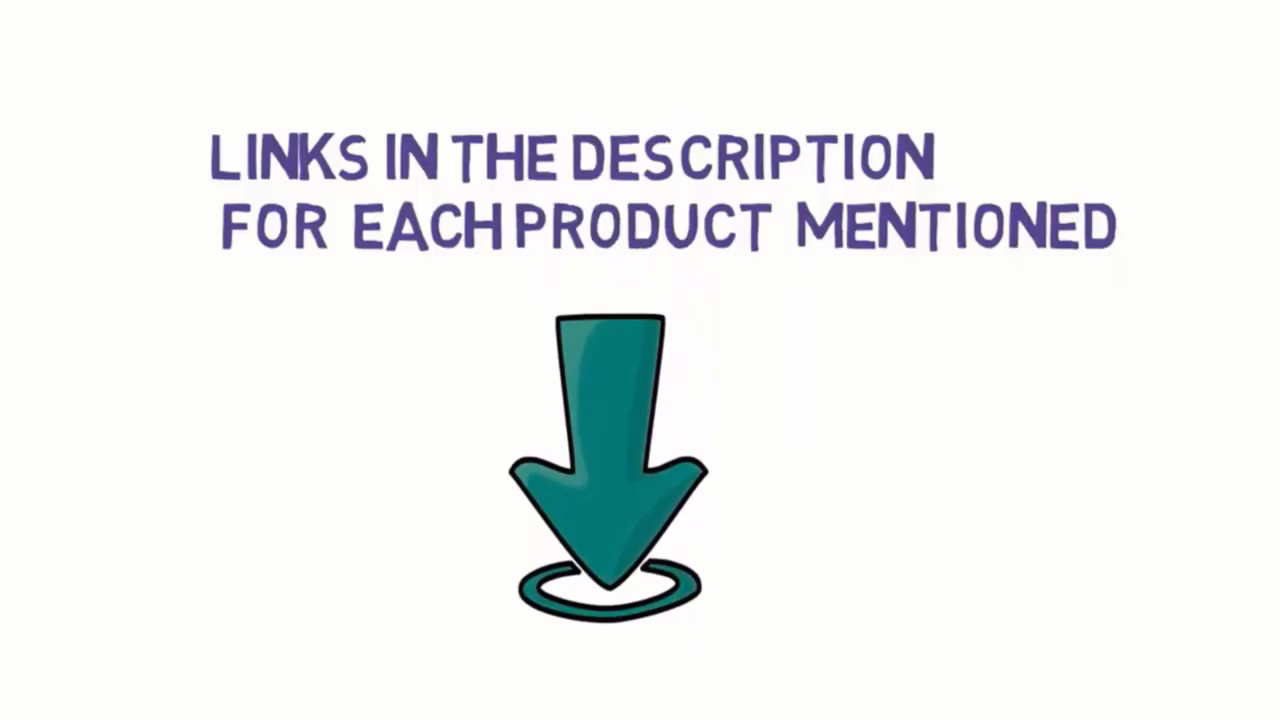 LINKS IN THE DESCRIPTION
FOR EACH PRODUCT MENTIONED